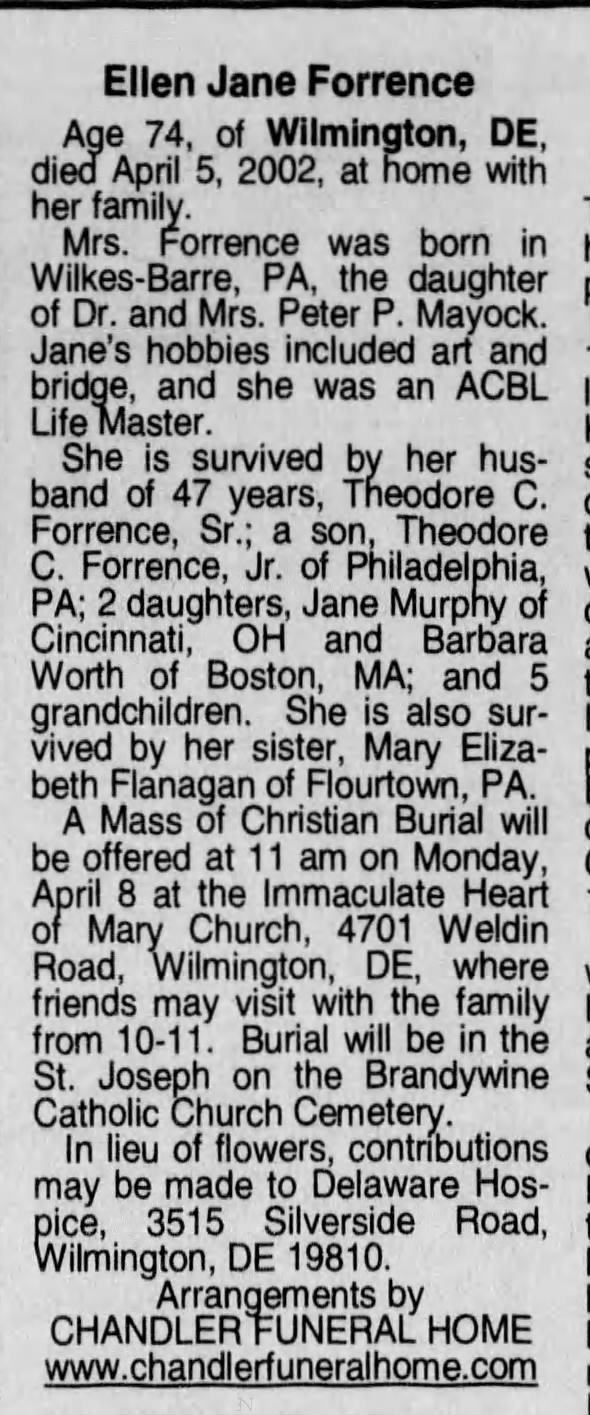 Ellen Jane Forrence
Age 74, of Wilmington, DE,
died April 5, 2002, at home with
her family.
Mrs. Forrence was born in
Wilkes-Barre, PA, the daughter
of Dr. and Mrs. Peter P. Mayock.
Jane's hobbies included art and
bridge, and she was an ACBL
Life Master.
She is survived by her hus-
band of 47 years, Theodore C.
Forrence, Sr.; a son, Theodore
C. Forrence, Jr. of Philadelphia,
PA; 2 daughters, Jane Murphy of
Cincinnati, OH and Barbara
Worth of Boston, MA; and 5
grandchildren. She is also sur-
vived by her sister, Mary Eliza-
beth Flanagan of Flourtown, PA.
A Mass of Christian Burial will
be offered at 11 am on Monday,
April 8 at the Immaculate Heart
of Mary Church, 4701 Weldin
Road, Wilmington, DE, where
friends may visit with the family
from 10-11. Burial will be in the
St. Joseph on the Brandywine
Catholic Church Cemetery.
In lieu of flowers, contributions
may be made to Delaware Hos-
pice, 3515 Silverside Road,
Wilmington, DE 19810.
Arrangements by
CHANDLER FUNERAL HOME
www.chandlerfuneralhome.com